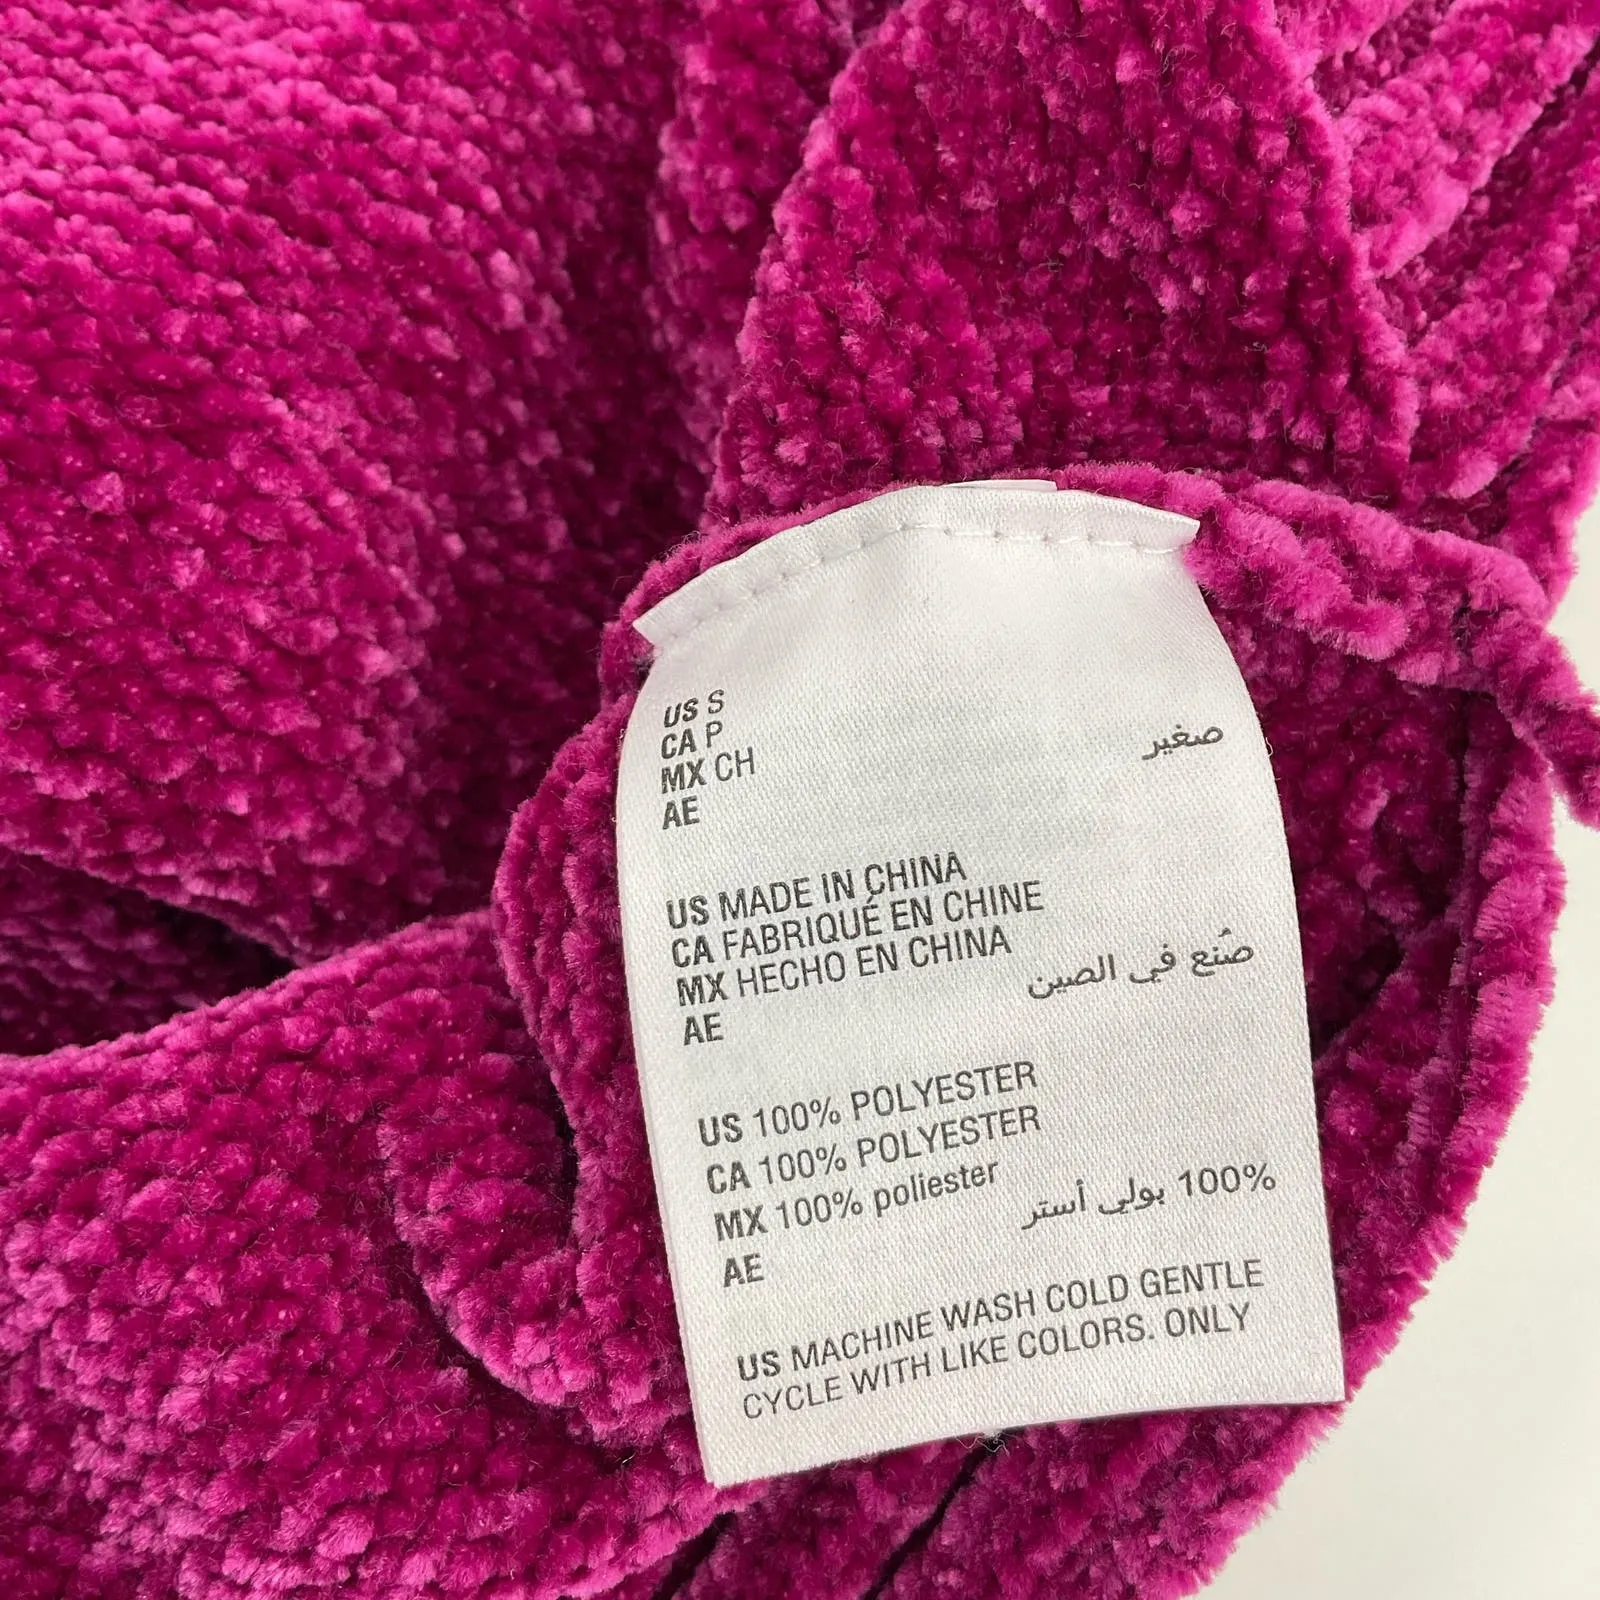 US S
CA P
MX CH
AE صغير
US MADE IN CHINA
CA FABRIQUÉ EN CHINE
MX HECHO EN CHINA
AE صُنع في الصين
US 100% POLYESTER
CA 100% POLYESTER
MX 100% poliester
AE 100% بولي أستر
US MACHINE WASH COLD GENTLE
CYCLE WITH LIKE COLORS. ONLY